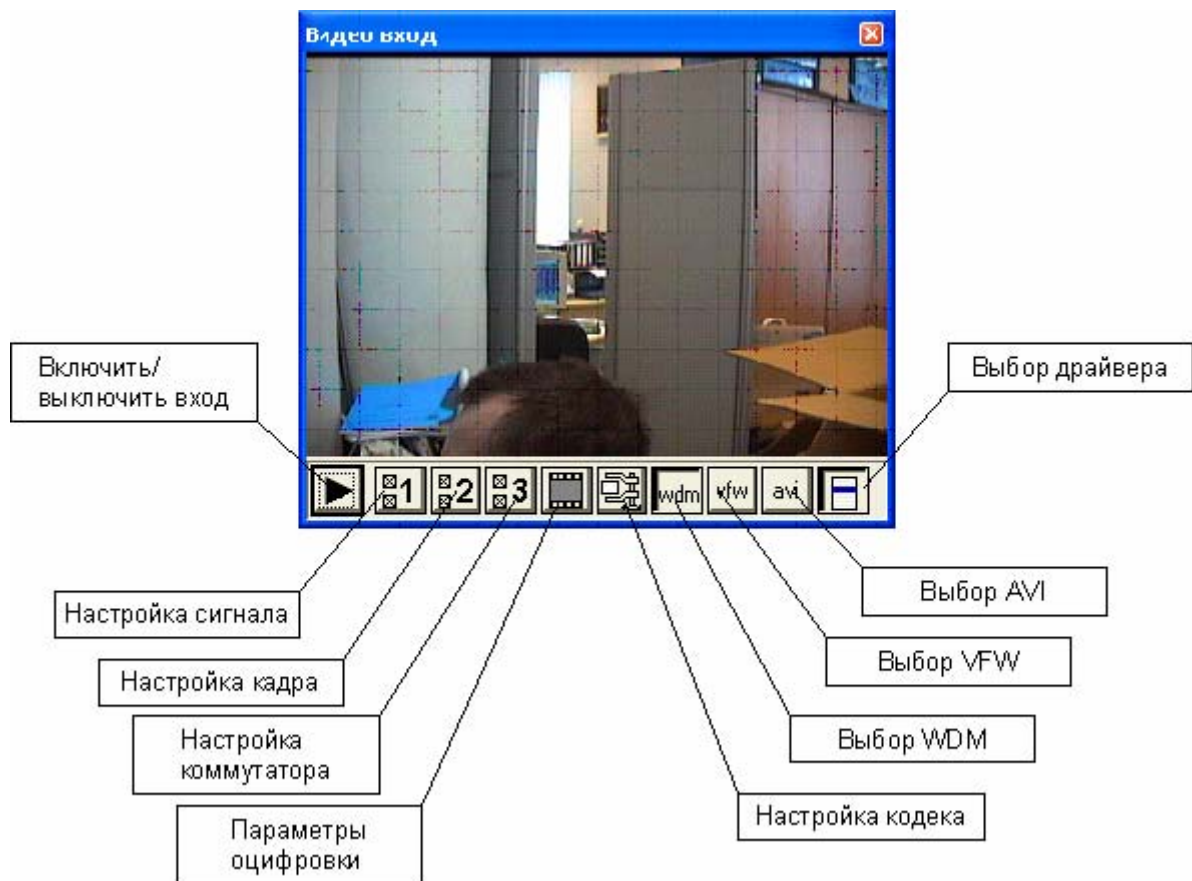 Видео вход
Включить/
выключить вход
Выбор драйвера
1
2
3
wdm
vfw
avi
Настройка сигнала
Выбор AVI
Настройка кадра
Выбор VFW
Настройка
коммутатора
Выбор WDM
Параметры
оцифровки
Настройка кодека